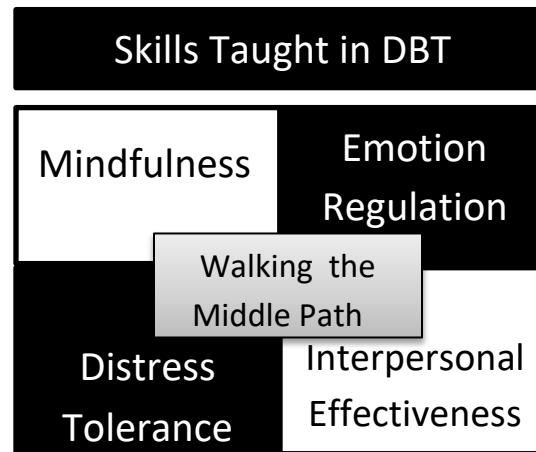 Skills Taught in DBT
Mindfulness
Emotion
Regulation
Walking the
Middle Path
Distress
Tolerance
Interpersonal
Effectiveness